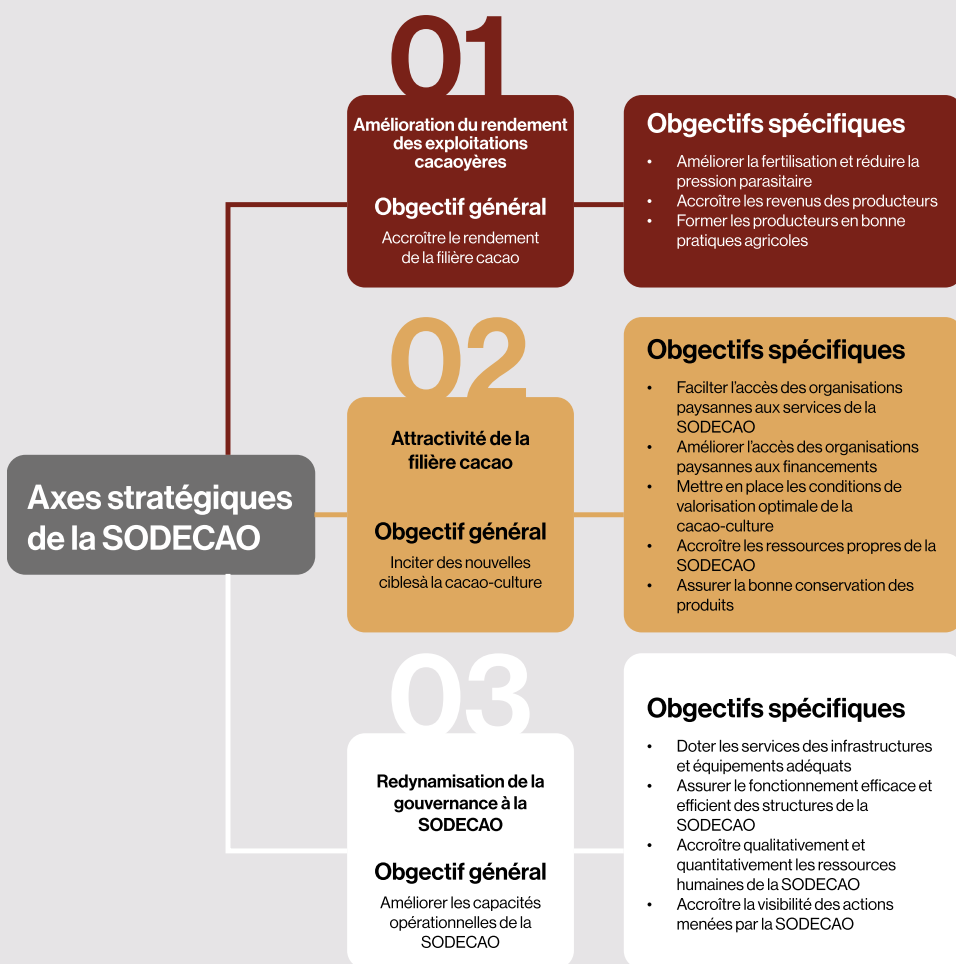 Axes stratégiques
de la SODECAO
01
Amélioration du rendement
des exploitations
cacaoyères
Obgectif général
Accroître le rendement
de la filière cacao
Obgectifs spécifiques
• Améliorer la fertilisation et réduire la
pression parasitaire
• Accroître les revenus des producteurs
• Former les producteurs en bonne
pratiques agricoles
02
Attractivité de la
filière cacao
Obgectif général
Inciter des nouvelles
ciblesà la cacao-culture
Obgectifs spécifiques
• Facilter l'accès des organisations
paysannes aux services de la
SODECAO
• Améliorer l'accès des organisations
paysannes aux financements
• Mettre en place les conditions de
valorisation optimale de la
cacao-culture
• Accroître les ressources propres de la
SODECAO
• Assurer la bonne conservation des
produits
03
Redynamisation de la
gouvernance à la
SODECAO
Obgectif général
Améliorer les capacités
opérationnelles de la
SODECAO
Obgectifs spécifiques
• Doter les services des infrastructures
et équipements adéquats
• Assurer le fonctionnement efficace et
efficient des structures de la
SODECAO
• Accroître qualitativement et
quantitativement les ressources
humaines de la SODECAO
• Accroître la visibilité des actions
menées par la SODECAO